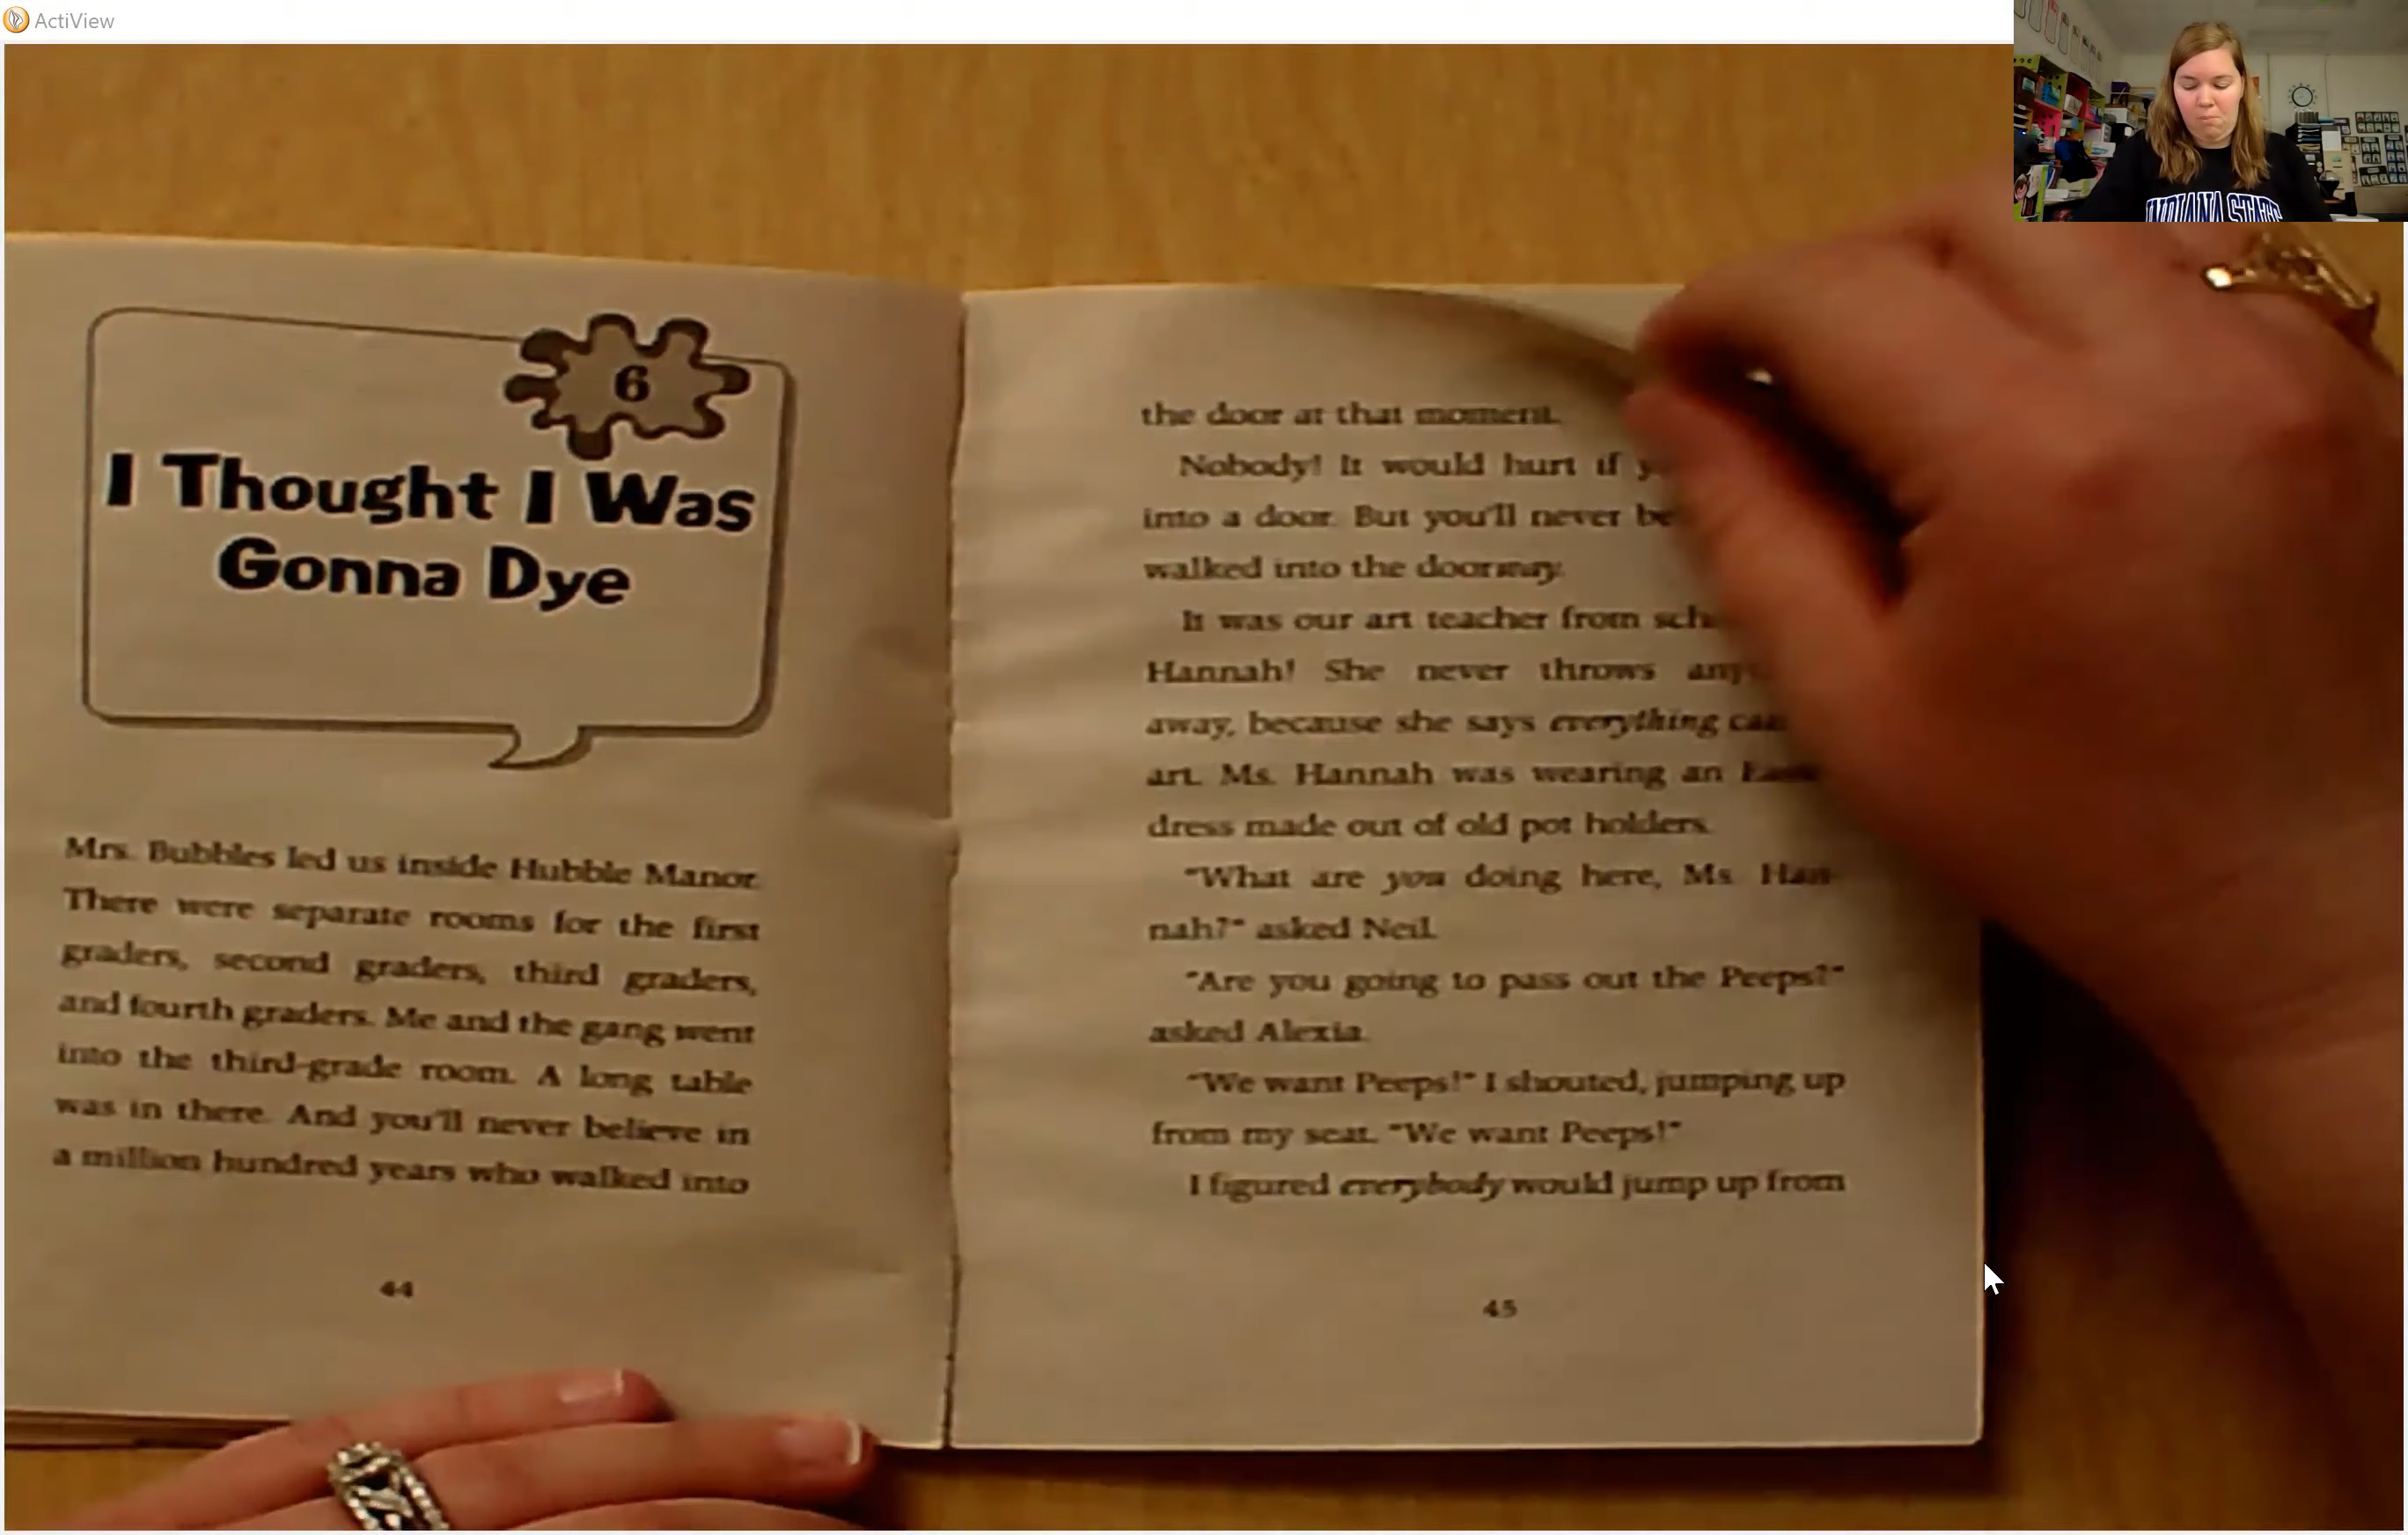 ActiView
INDIANA STATE
6
I Thought I Was
Gonna Dye
Mrs. Bubbles led us inside Hubble Manor.
There were separate rooms for the first
graders, second graders, third graders,
and fourth graders. Me and the gang went
into the third-grade room. A long table
was in there. And you'll never believe in
a million hundred years who walked into
44
the door at that moment.
Nobody! It would hurt if
into a door. But you'll never
walked into the doorway.
It was our art teacher from
Hannah! She never throws
away, because she says everything
art. Ms. Hannah was wearing an
dress made out of old pot holders.
"What are you doing here, Ms. Han-
nah?" asked Neil.
"Are you going to pass out the Peeps?"
asked Alexia.
"We want Peeps!" I shouted, jumping up
from my seat. "We want Peeps!"
I figured everybody would jump up from
45